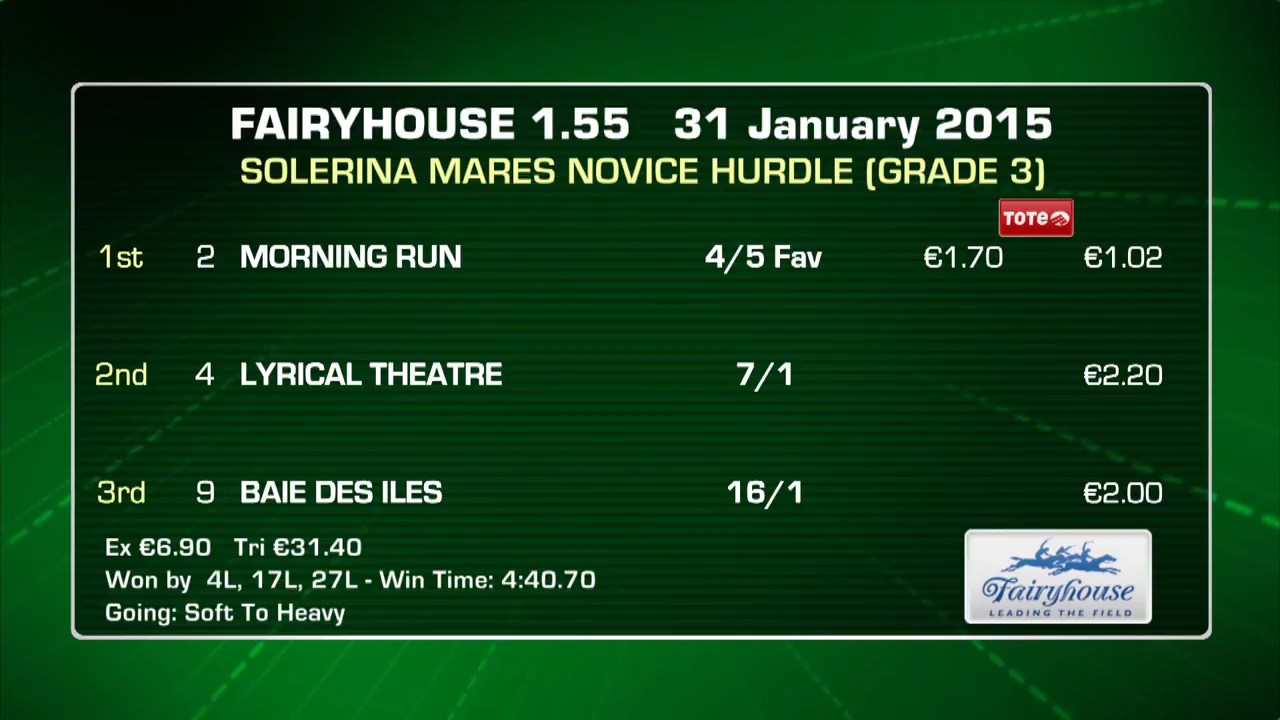 FAIRYHOUSE 1.55 31 January 2015
SOLERINA MARES NOVICE HURDLE (GRADE 3)
TOTE
1st 2 MORNING RUN 4/5 Fav €1.70 €1.02
2nd 4 LYRICAL THEATRE 7/1 €2.20
3rd 9 BAIE DES ILES 16/1 €2.00
Ex €6.90 Tri €31.40
Won by 4L, 17L, 27L - Win Time: 4:40.70
Going: Soft To Heavy
Fairyhouse
LEADING THE FIELD